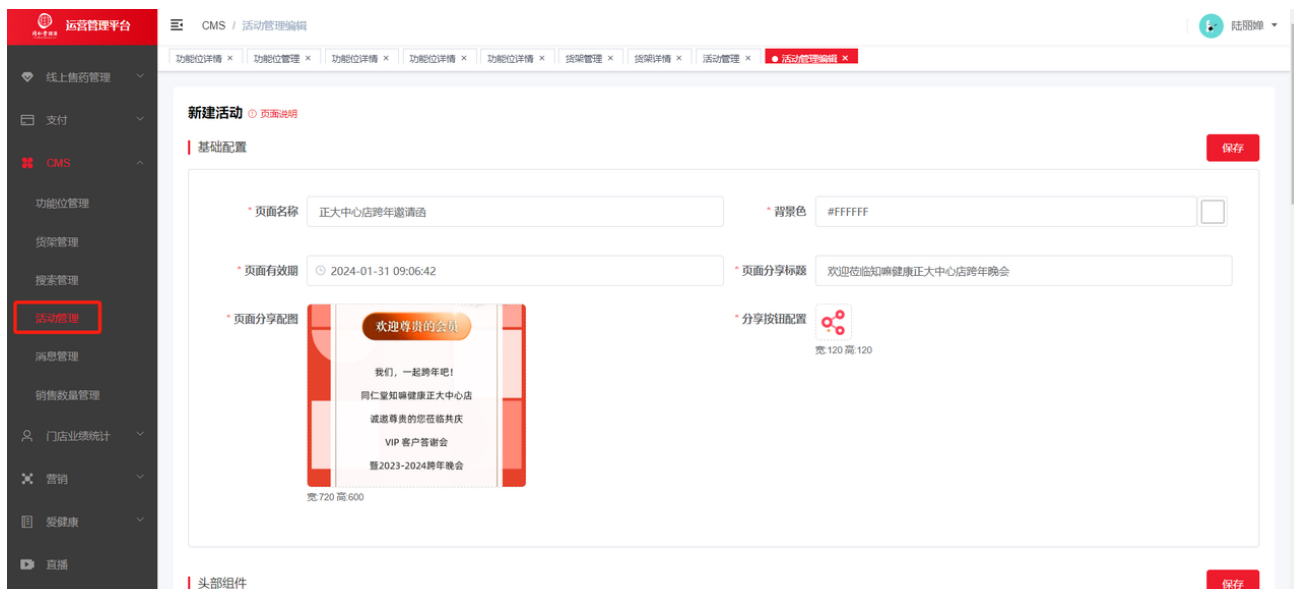 运营管理平台
CMS / 活动管理编辑
陆丽婵
功能位详情 × 功能位管理 × 功能位详情 × 功能位详情 × 功能位详情 × 货架管理 × 货架详情 × 活动管理 × 活动管理编辑 ×
线上售药管理
支付
CMS
功能位管理
货架管理
搜索管理
活动管理
消息管理
销售数量管理
门店业绩统计
营销
爱健康
直播
新建活动 页面说明
基础配置
保存
* 页面名称 正大中心店跨年邀请函
* 背景色 #FFFFFF
* 页面有效期 2024-01-31 09:06:42
* 页面分享标题 欢迎莅临知嘛健康正大中心店跨年晚会
* 页面分享配图
欢迎尊贵的会员
我们，一起跨年吧！
同仁堂知嘛健康正大中心店
诚邀尊贵的您莅临共庆
VIP 客户答谢会
暨2023-2024跨年晚会
宽:720 高:600
* 分享按钮配置
宽:120 高:120
头部组件
保存